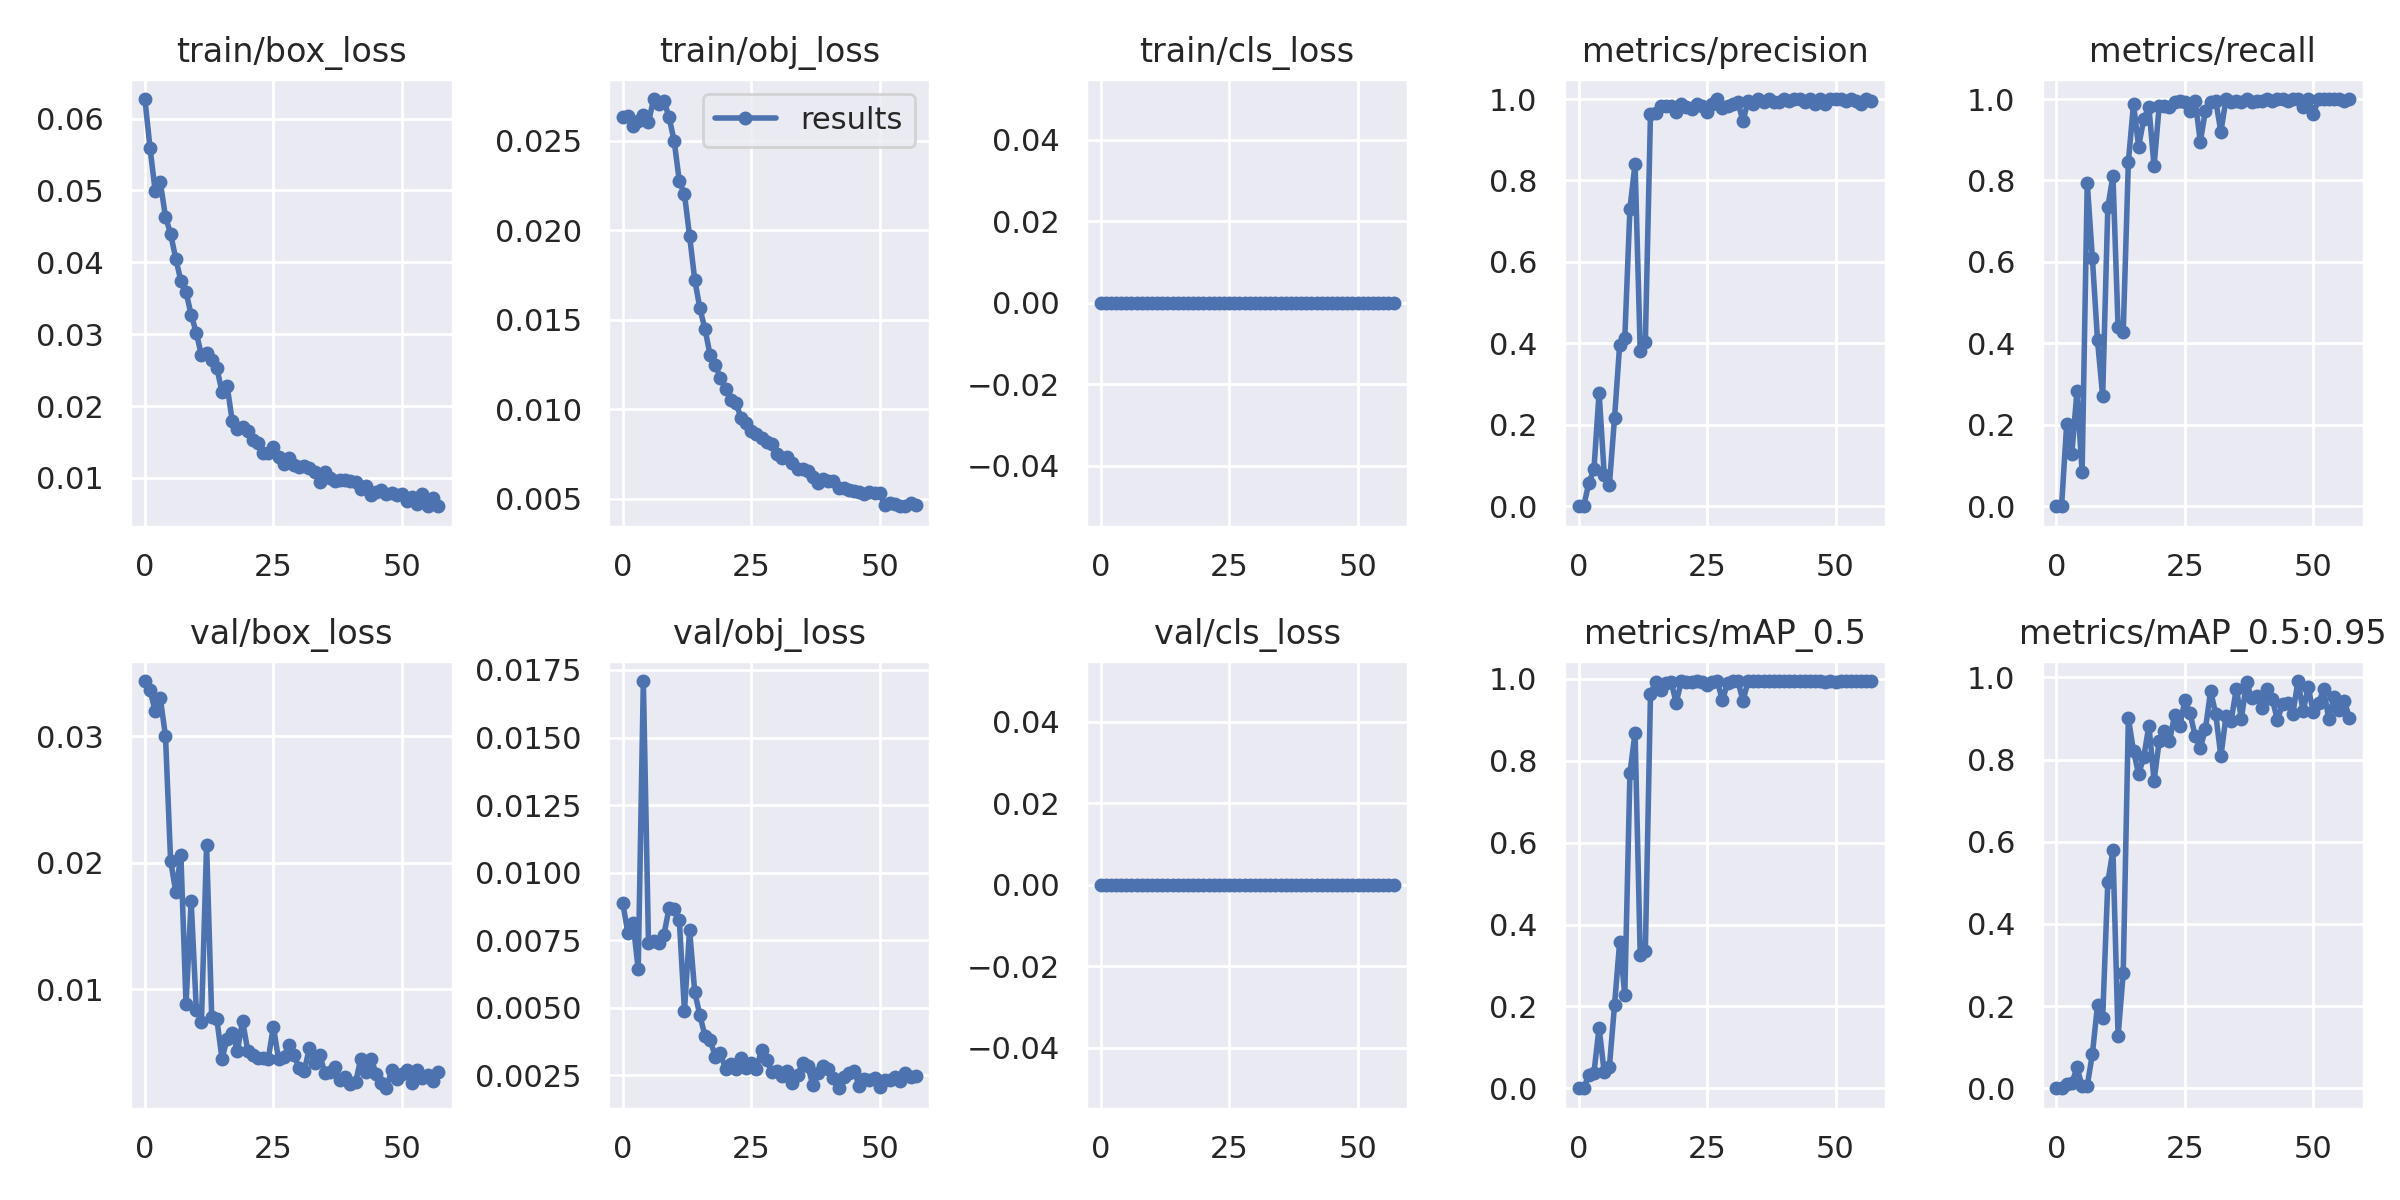 train/box_loss
0.06
0.05
0.04
0.03
0.02
0.01
0 25 50
train/obj_loss
results
0.025
0.020
0.015
0.010
0.005
0 25 50
train/cls_loss
0.04
0.02
0.00
−0.02
−0.04
0 25 50
metrics/precision
1.0
0.8
0.6
0.4
0.2
0.0
0 25 50
metrics/recall
1.0
0.8
0.6
0.4
0.2
0.0
0 25 50
val/box_loss
0.03
0.02
0.01
0 25 50
val/obj_loss
0.0175
0.0150
0.0125
0.0100
0.0075
0.0050
0.0025
0 25 50
val/cls_loss
0.04
0.02
0.00
−0.02
−0.04
0 25 50
metrics/mAP_0.5
1.0
0.8
0.6
0.4
0.2
0.0
0 25 50
metrics/mAP_0.5:0.95
1.0
0.8
0.6
0.4
0.2
0.0
0 25 50